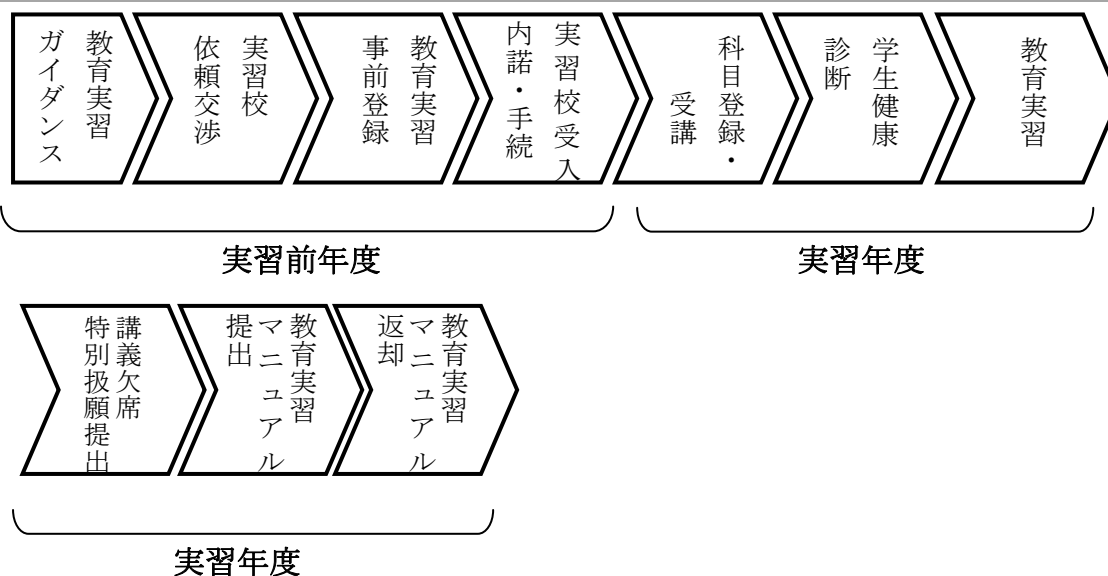 教育実習
ガイダンス
実習校
依頼交渉
教育実習
事前登録
実習校受入
内諾・手続
科目登録・
受講
学生健康
診断
教育実習
実習前年度
実習年度
講義欠席
特別扱願提出
教育実習
マニュアル
提出
教育実習
マニュアル
返却
実習年度